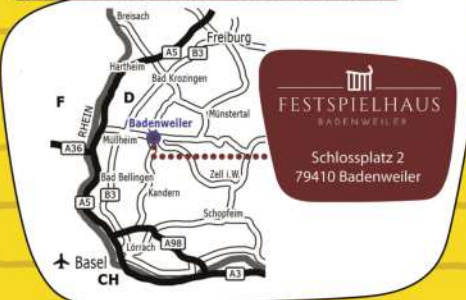 Breisach
Freiburg
A5
B3
Hartheim
Bad Krozingen
F
D
RHEIN
Münstertal
Badenweiler
A36
Müllheim
Bad Bellingen
Zell i.W.
A5
B3
Kandern
Schopfeim
Lörrach
A98
Basel
CH
A3
FESTSPIELHAUS
BADENWEILER
Schlossplatz 2
79410 Badenweiler